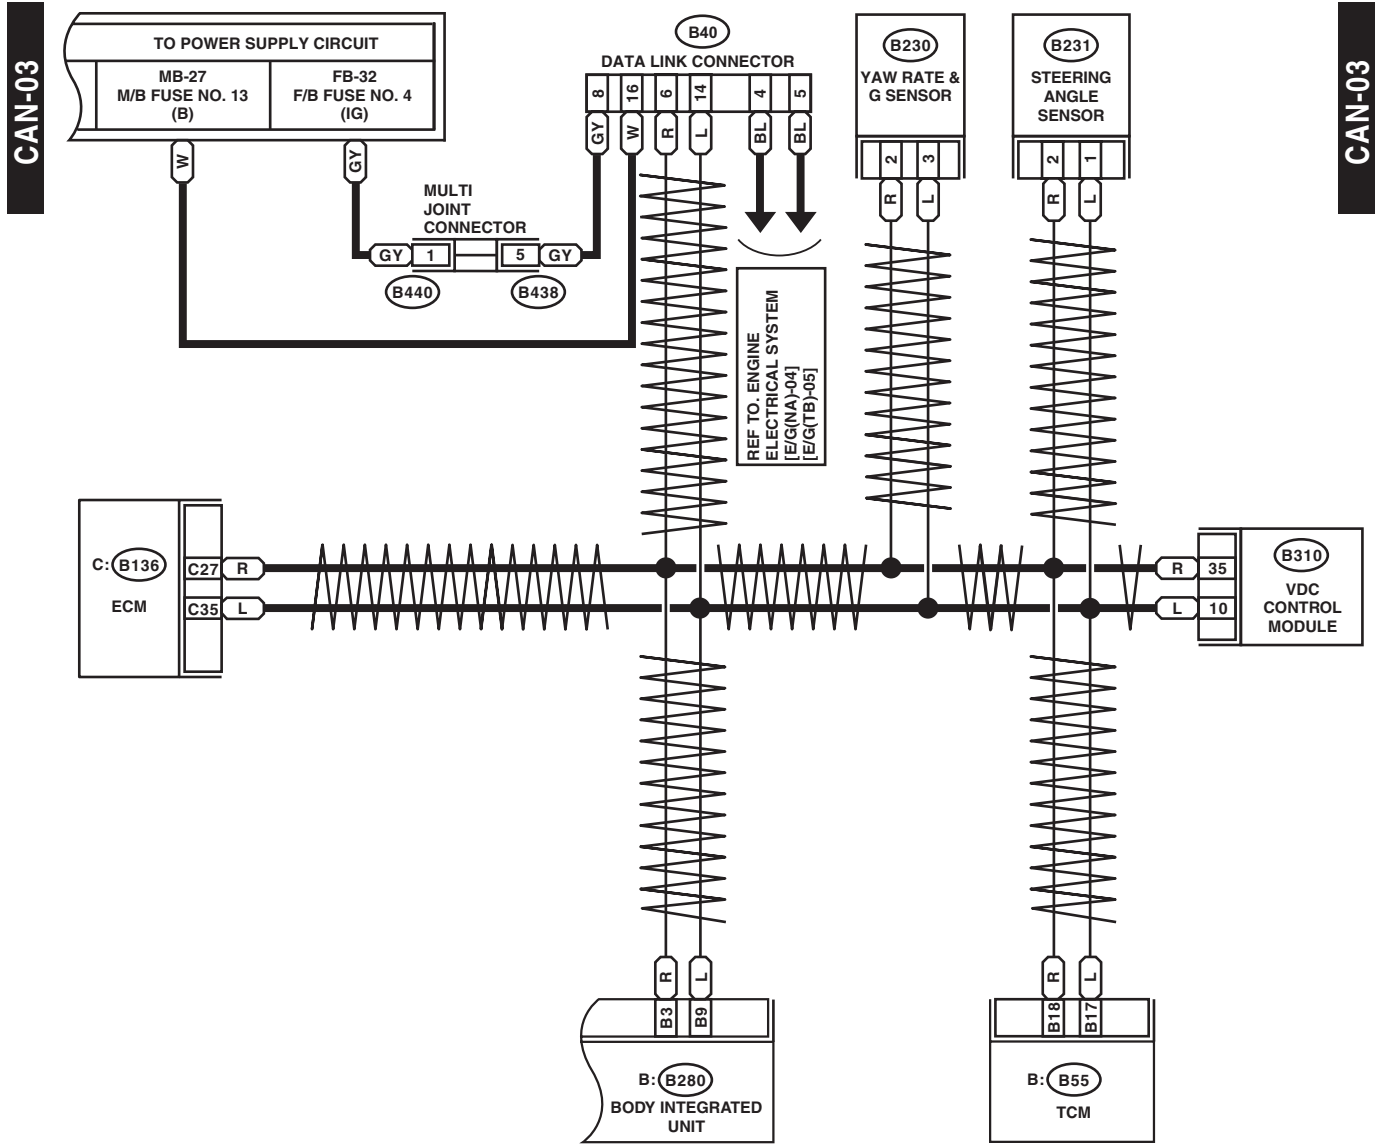 CAN-03
CAN-03
TO POWER SUPPLY CIRCUIT
MB-27
M/B FUSE NO. 13
(B)
FB-32
F/B FUSE NO. 4
(IG)
W
GY
MULTI
JOINT
CONNECTOR
GY
1
5
GY
B440
B438
B40
DATA LINK CONNECTOR
8
16
6
14
4
5
GY
W
R
L
BL
BL
REF TO. ENGINE
ELECTRICAL SYSTEM
[E/G(NA)-04]
[E/G(TB)-05]
B230
YAW RATE &
G SENSOR
2
3
R
L
B231
STEERING
ANGLE
SENSOR
2
1
R
L
C: B136
ECM
C27
R
C35
L
R
35
L
10
B310
VDC
CONTROL
MODULE
R
L
B3
B9
B: B280
BODY INTEGRATED
UNIT
R
L
B18
B17
B: B55
TCM